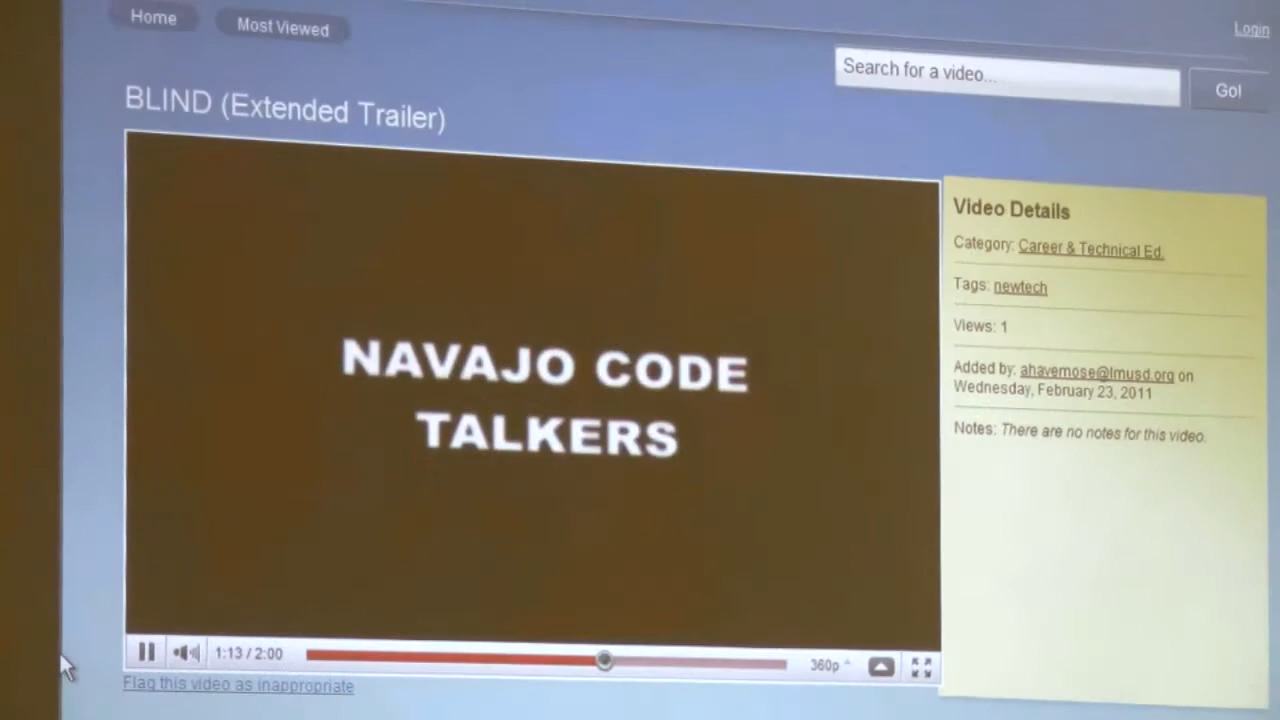 Home
Most Viewed
Login
Search for a video...
Go!
BLIND (Extended Trailer)
NAVAJO CODE
TALKERS
Video Details
Category: Career & Technical Ed.
Tags: newtech
Views: 1
Added by: ahavemose@lmusd.org on
Wednesday, February 23, 2011
Notes: There are no notes for this video.
1:13 / 2:00
360p
Flag this video as inappropriate